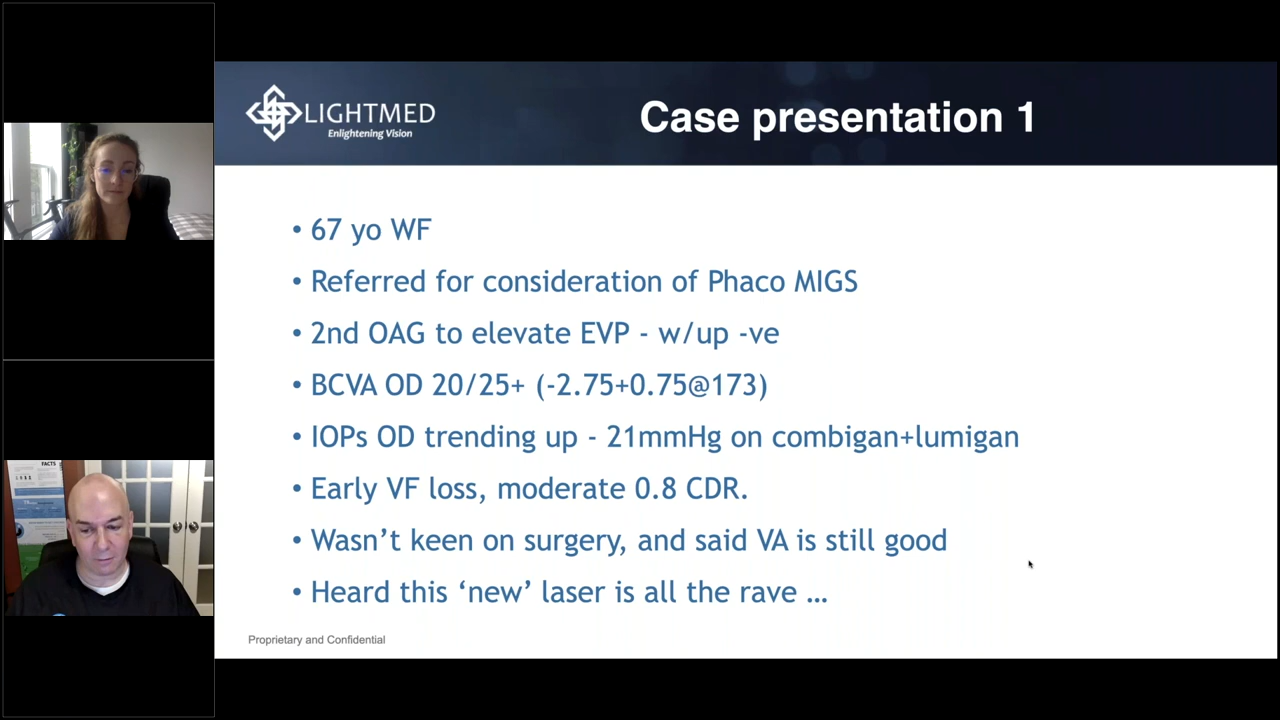 LIGHTMED
Enlightening Vision
Case presentation 1
• 67 yo WF
• Referred for consideration of Phaco MIGS
• 2nd OAG to elevate EVP - w/up -ve
• BCVA OD 20/25+ (-2.75+0.75@173)
• IOPs OD trending up - 21mmHg on combigan+lumigan
• Early VF loss, moderate 0.8 CDR.
• Wasn’t keen on surgery, and said VA is still good
• Heard this ‘new’ laser is all the rave …
Proprietary and Confidential
FACTS